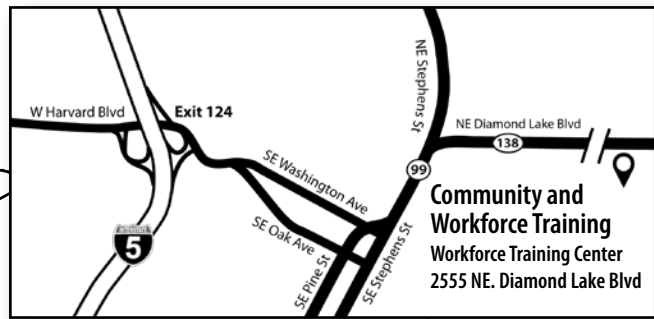 W Harvard Blvd
Exit 124
NE Stephens St
NE Diamond Lake Blvd
138
99
SE Washington Ave
SE Oak Ave
INTERSTATE
5
SE Pine St
SE Stephens St
Community and
Workforce Training
Workforce Training Center
2555 NE. Diamond Lake Blvd